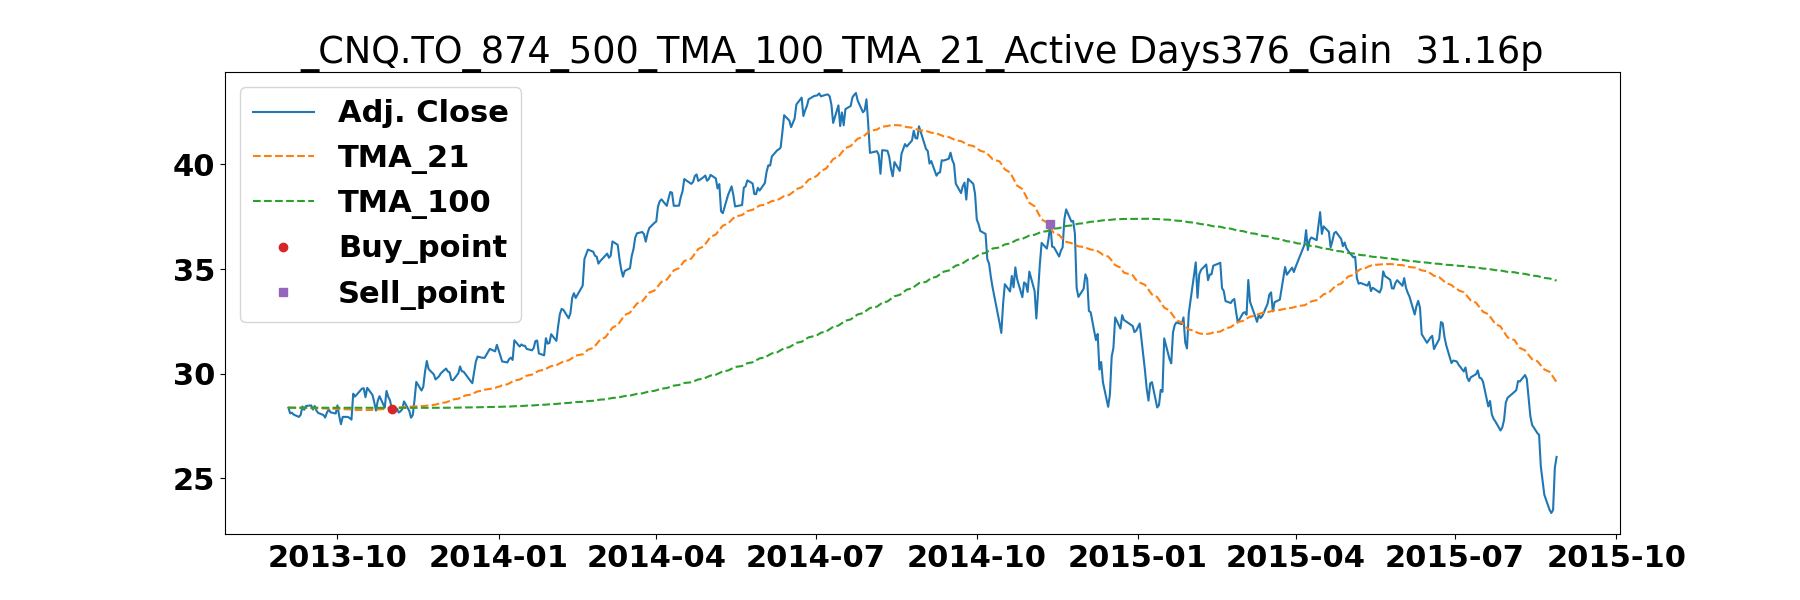 _CNQ.TO_874_500_TMA_100_TMA_21_Active Days376_Gain  31.16p
Adj. Close
TMA_21
TMA_100
Buy_point
Sell_point
40
35
30
25
2013-10 2014-01 2014-04 2014-07 2014-10 2015-01 2015-04 2015-07 2015-10